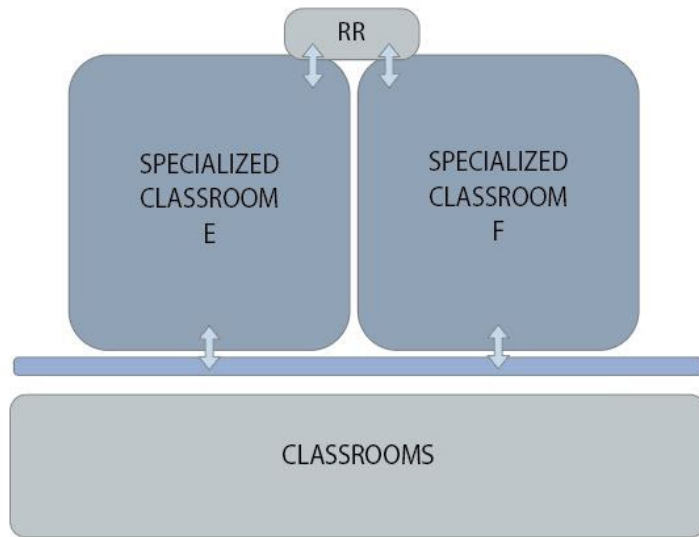 RR
SPECIALIZED
CLASSROOM
E
SPECIALIZED
CLASSROOM
F
CLASSROOMS